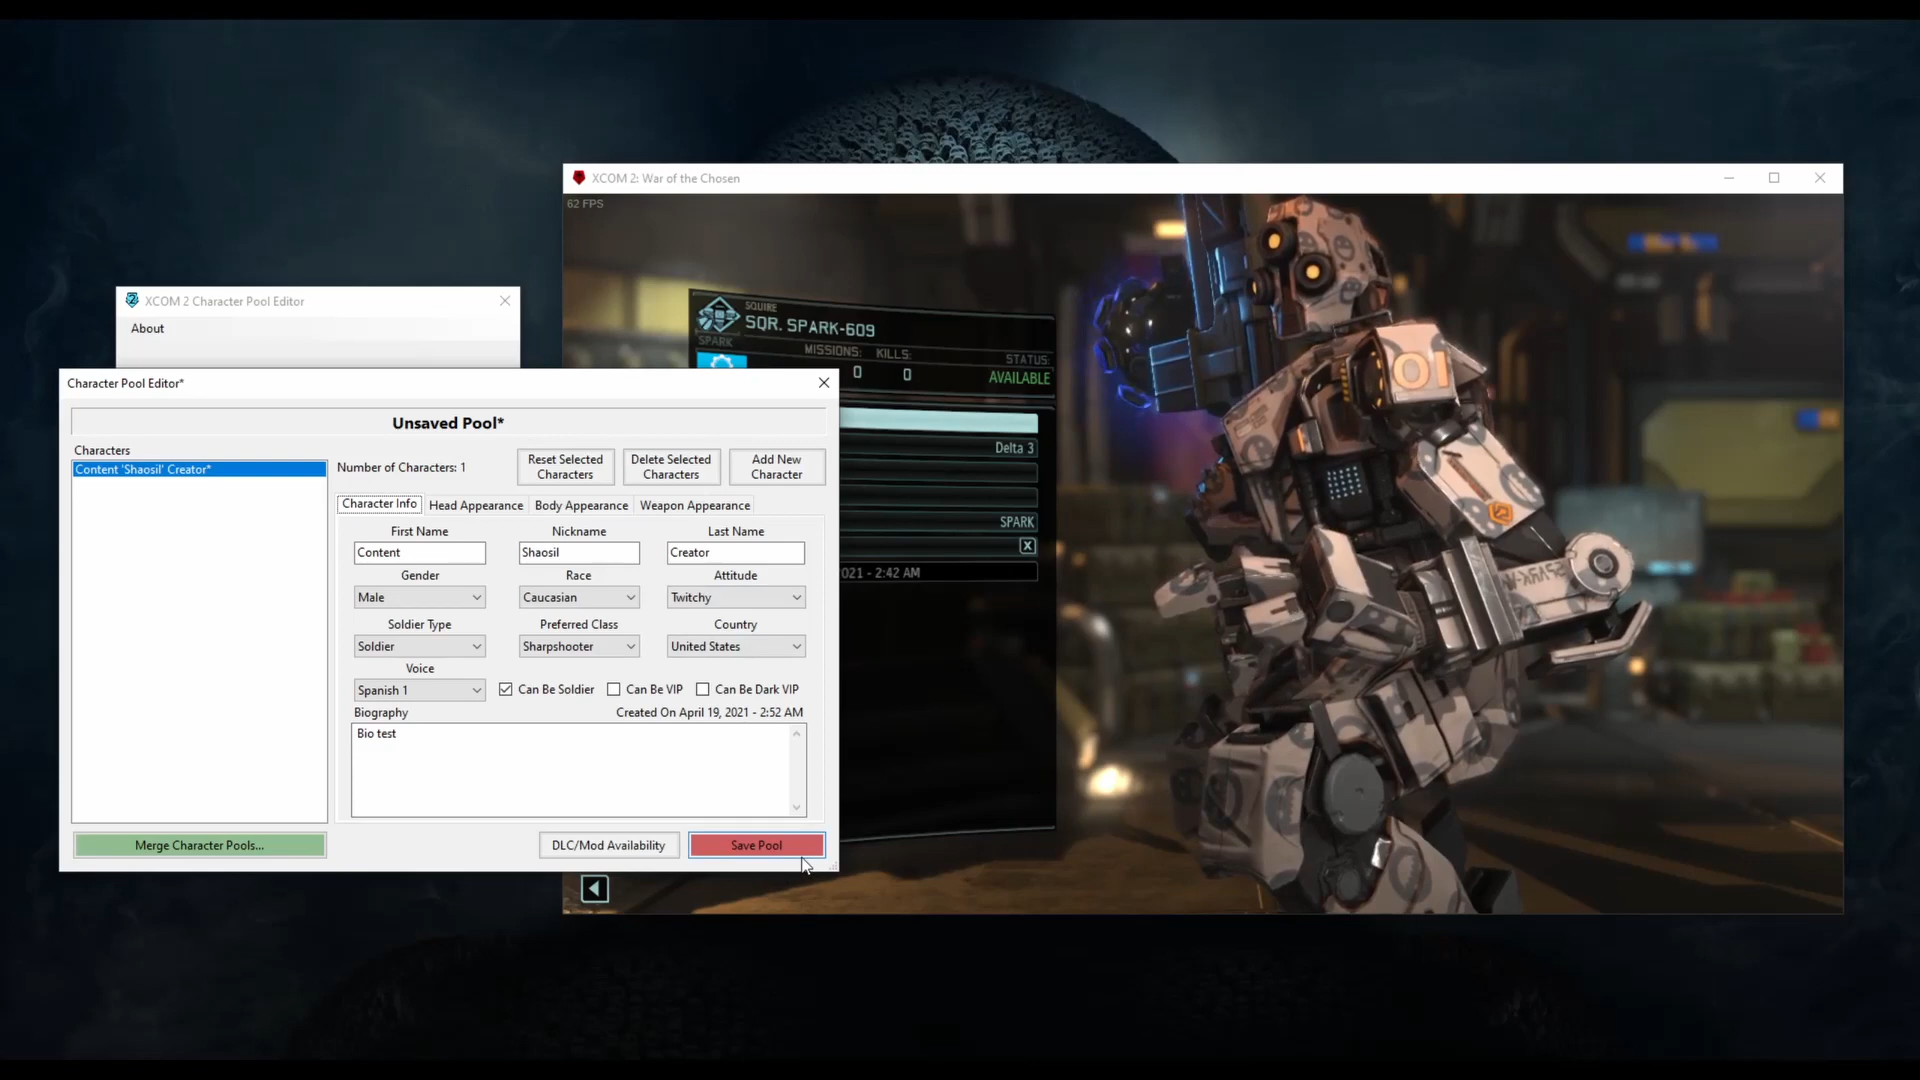 XCOM 2: War of the Chosen
62 FPS
XCOM 2 Character Pool Editor
About
SQUIRE
SQR. SPARK-609
SPARK
MISSIONS: KILLS: STATUS:
0 0 AVAILABLE
Delta 3
SPARK
X
021 - 2:42 AM
01
SPARK-
Character Pool Editor*
Unsaved Pool*
Characters
Content 'Shaosil' Creator*
Number of Characters: 1
Reset Selected Characters
Delete Selected Characters
Add New Character
Character Info Head Appearance Body Appearance Weapon Appearance
First Name Nickname Last Name
Content Shaosil Creator
Gender Race Attitude
Male Caucasian Twitchy
Soldier Type Preferred Class Country
Soldier Sharpshooter United States
Voice
Spanish 1 Can Be Soldier Can Be VIP Can Be Dark VIP
Biography Created On April 19, 2021 - 2:52 AM
Bio test
Merge Character Pools... DLC/Mod Availability Save Pool